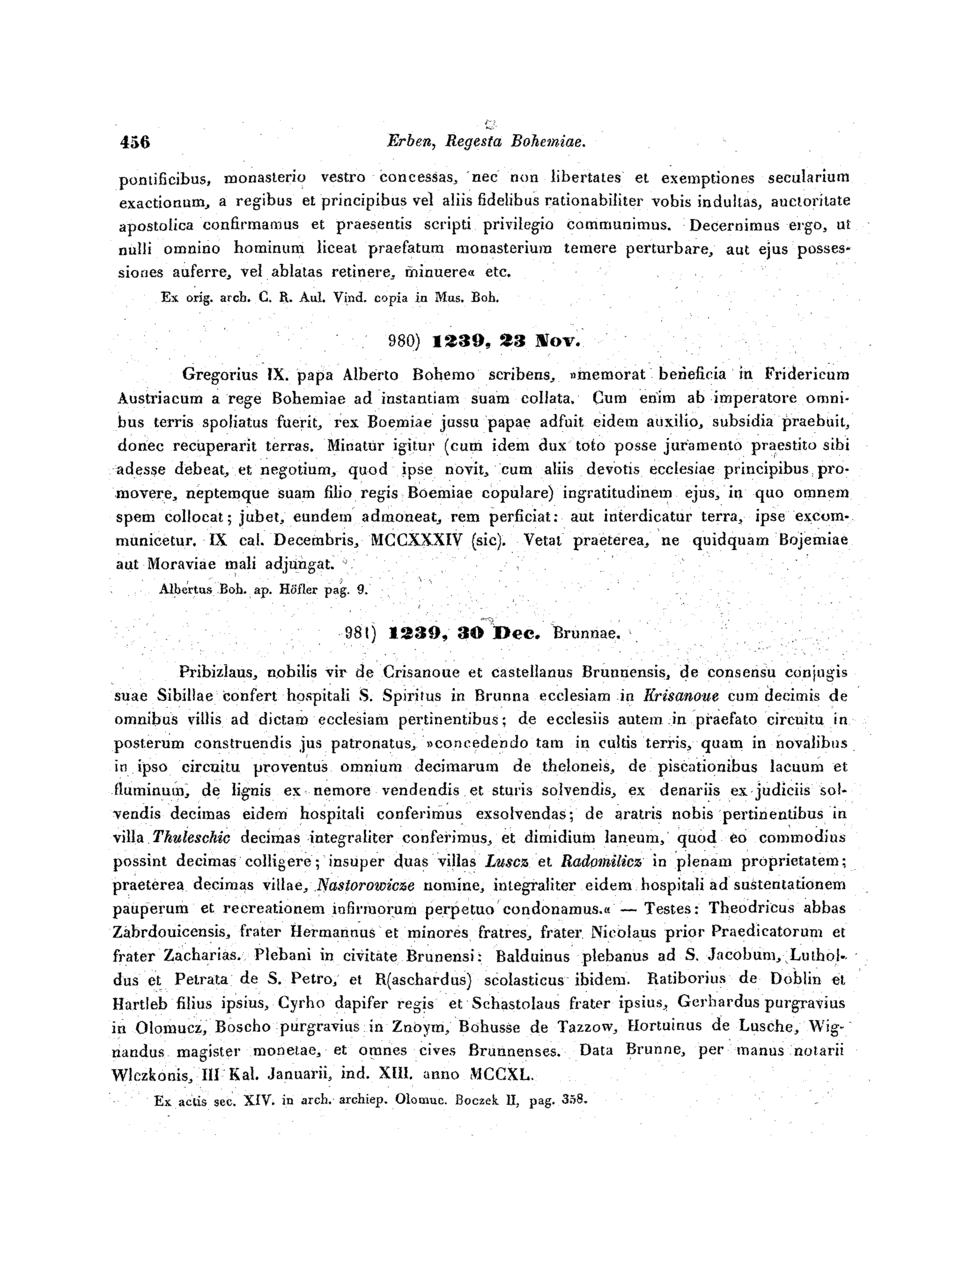 456 Erben, Regesta Bohemiae.
pontificibus, monasterio vestro concessas, nec non libertates et exemptiones secularium
exactionum, a regibus et principibus vel aliis fidelibus rationabiliter vobis indultas, auctoritate
apostolica confirmamus et praesentis scripti privilegio communimus. Decernimus ergo, ut
nulli omnino hominum liceat praefatum monasterium temere perturbare, aut ejus posses-
siones auferre, vel ablatas retinere, minuere« etc.
Ex orig. arch. C. R. Aul. Vind. copia in Mus. Boh.
980) 1239, 23 Nov.
Gregorius IX. papa Alberto Bohemo scribens, »memorat beneficia in Fridericum
Austriacum a rege Bohemiae ad instantiam suam collata. Cum enim ab imperatore omni-
bus terris spoliatus fuerit, rex Boemiae jussu papae adfuit eidem auxilio, subsidia praebuit,
donec recuperarit terras. Minatur igitur (cum idem dux toto posse juramento praestito sibi
adesse debeat, et negotium, quod ipse novit, cum aliis devotis ecclesiae principibus pro-
movere, neptemque suam filio regis Boemiae copulare) ingratitudinem ejus, in quo omnem
spem collocat; jubet, eundem admoneat, rem perficiat: aut interdicatur terra, ipse excom-
municetur. IX cal. Decembris, MCCXXXIV (sic). Vetat praeterea, ne quidquam Bojemiae
aut Moraviae mali adjungat.
Albertus Boh. ap. Höfler pag. 9.
981) 1239, 30 Dec. Brunnae.
Pribizlaus, nobilis vir de Crisanoue et castellanus Brunnensis, de consensu conjugis
suae Sibillae confert hospitali S. Spiritus in Brunna ecclesiam in Krisanoue cum decimis de
omnibus villis ad dictam ecclesiam pertinentibus; de ecclesiis autem in praefato circuitu in
posterum construendis jus patronatus, »concedendo tam in cultis terris, quam in novalibus
in ipso circuitu proventus omnium decimarum de theloneis, de piscationibus lacuum et
fluminum, de lignis ex nemore vendendis et sturis solvendis, ex denariis ex judiciis sol-
vendis decimas eidem hospitali conferimus exsolvendas; de aratris nobis pertinentibus in
villa Thuleschic decimas integraliter conferimus, et dimidium laneum, quod eo commodius
possint decimas colligere; insuper duas villas Luscz et Radomilicz in plenam proprietatem;
praeterea decimas villae, Nastorowicze nomine, integraliter eidem hospitali ad sustentationem
pauperum et recreationem infirmorum perpetuo condonamus.« — Testes: Theodricus abbas
Zabrdouicensis, frater Hermannus et minores fratres, frater Nicolaus prior Praedicatorum et
frater Zacharias. Plebani in civitate Brunensi: Balduinus plebanus ad S. Jacobum, Luthol-
dus et Petrata de S. Petro, et R(aschardus) scolasticus ibidem. Ratiborius de Doblin et
Hartleb filius ipsius, Cyrho dapifer regis et Schastolaus frater ipsius, Gerhardus purgravius
in Olomucz, Boscho purgravius in Znoym, Bohusse de Tazzow, Hortuinus de Lusche, Wig-
nandus magister monetae, et omnes cives Brunnenses. Data Brunne, per manus notarii
Wlczkonis, III Kal. Januarii, ind. XIII. anno MCCXL.
Ex actis sec. XIV. in arch. archiep. Olomuc. Boczek II, pag. 358.